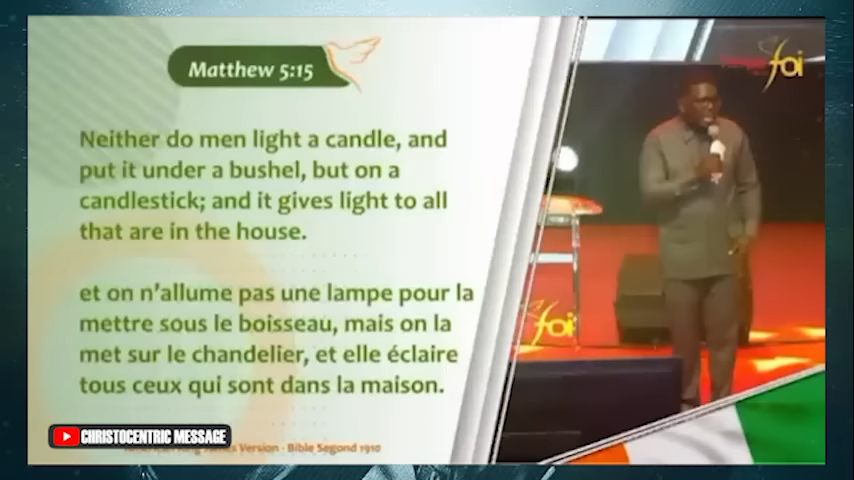 Matthew 5:15
Neither do men light a candle, and
put it under a bushel, but on a
candlestick; and it gives light to all
that are in the house.
et on n'allume pas une lampe pour la
mettre sous le boisseau, mais on la
met sur le chandelier, et elle éclaire
tous ceux qui sont dans la maison.
King James Version - Bible Segond 1910
CHRISTOCENTRIC MESSAGE
foi
foi